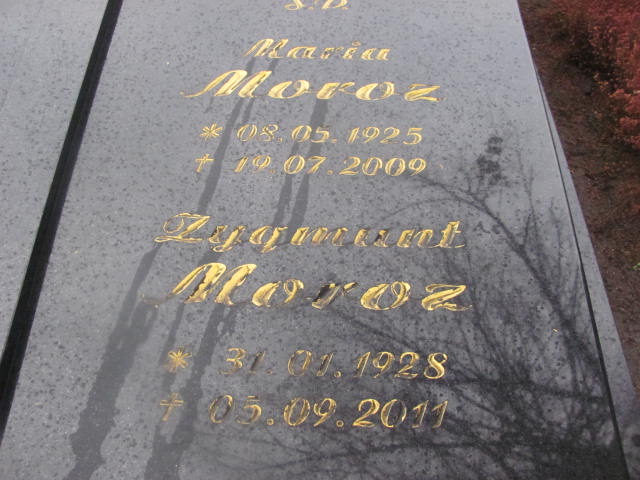 Ś.P.
Maria
Moroz
* 08.05.1925
† 19.07.2009
Zygmunt
Moroz
* 31.01.1928
† 05.09.2011